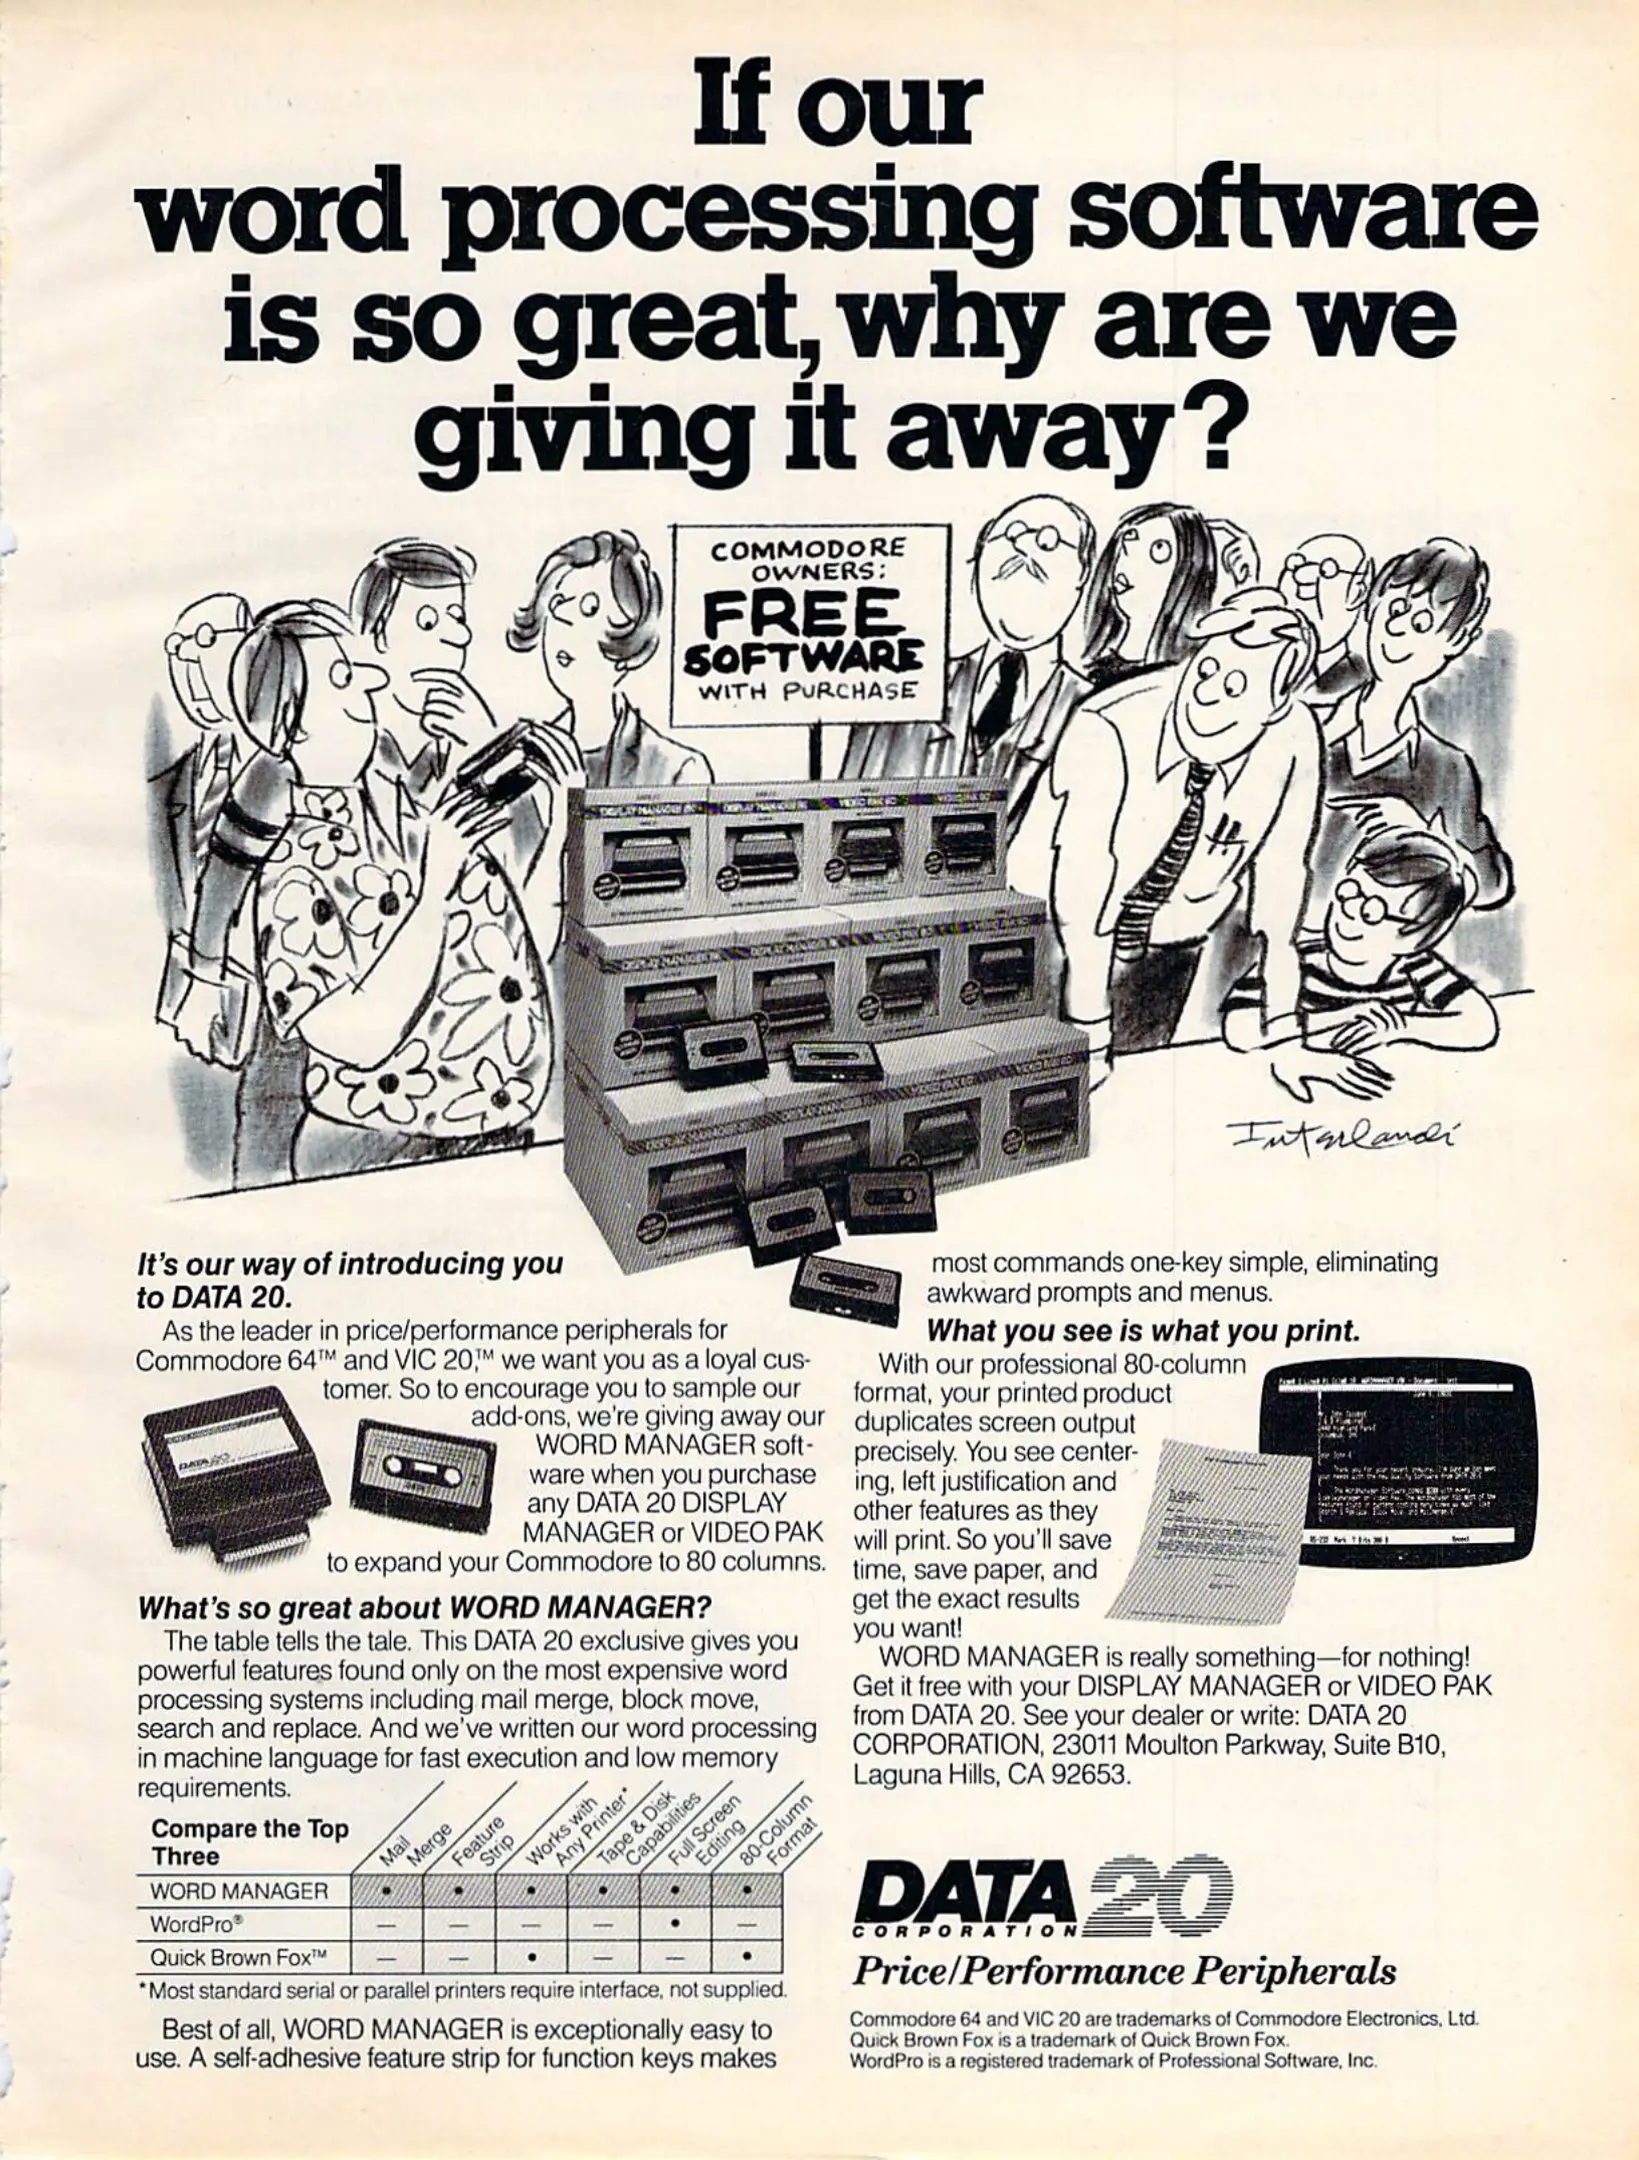 If our
word processing software
is so great, why are we
giving it away?
COMMODORE
OWNERS:
FREE
SOFTWARE
WITH PURCHASE
DISPLAY MANAGER
DISPLAY MANAGER
VIDEO PAK 80
VIDEO PAK 80
Interlandi
It's our way of introducing you
to DATA 20.
As the leader in price/performance peripherals for
Commodore 64™ and VIC 20,™ we want you as a loyal cus-
tomer. So to encourage you to sample our
add-ons, we're giving away our
WORD MANAGER soft-
ware when you purchase
any DATA 20 DISPLAY
MANAGER or VIDEO PAK
to expand your Commodore to 80 columns.
What's so great about WORD MANAGER?
The table tells the tale. This DATA 20 exclusive gives you
powerful features found only on the most expensive word
processing systems including mail merge, block move,
search and replace. And we've written our word processing
in machine language for fast execution and low memory
requirements.
Compare the Top
Three
Mail
Merge
Feature
Strip
Works with
Any Printer*
Tape & Disk
Capabilities
Full Screen
Editing
80-Column
Format
WORD MANAGER • • • • • •
WordPro® — — — — • —
Quick Brown Fox™ — — • — — •
*Most standard serial or parallel printers require interface, not supplied.
Best of all, WORD MANAGER is exceptionally easy to
use. A self-adhesive feature strip for function keys makes
most commands one-key simple, eliminating
awkward prompts and menus.
What you see is what you print.
With our professional 80-column
format, your printed product
duplicates screen output
precisely. You see center-
ing, left justification and
other features as they
will print. So you'll save
time, save paper, and
get the exact results
you want!
WORD MANAGER is really something—for nothing!
Get it free with your DISPLAY MANAGER or VIDEO PAK
from DATA 20. See your dealer or write: DATA 20
CORPORATION, 23011 Moulton Parkway, Suite B10,
Laguna Hills, CA 92653.
DATA 20
CORPORATION
Price/Performance Peripherals
Commodore 64 and VIC 20 are trademarks of Commodore Electronics, Ltd.
Quick Brown Fox is a trademark of Quick Brown Fox.
WordPro is a registered trademark of Professional Software, Inc.